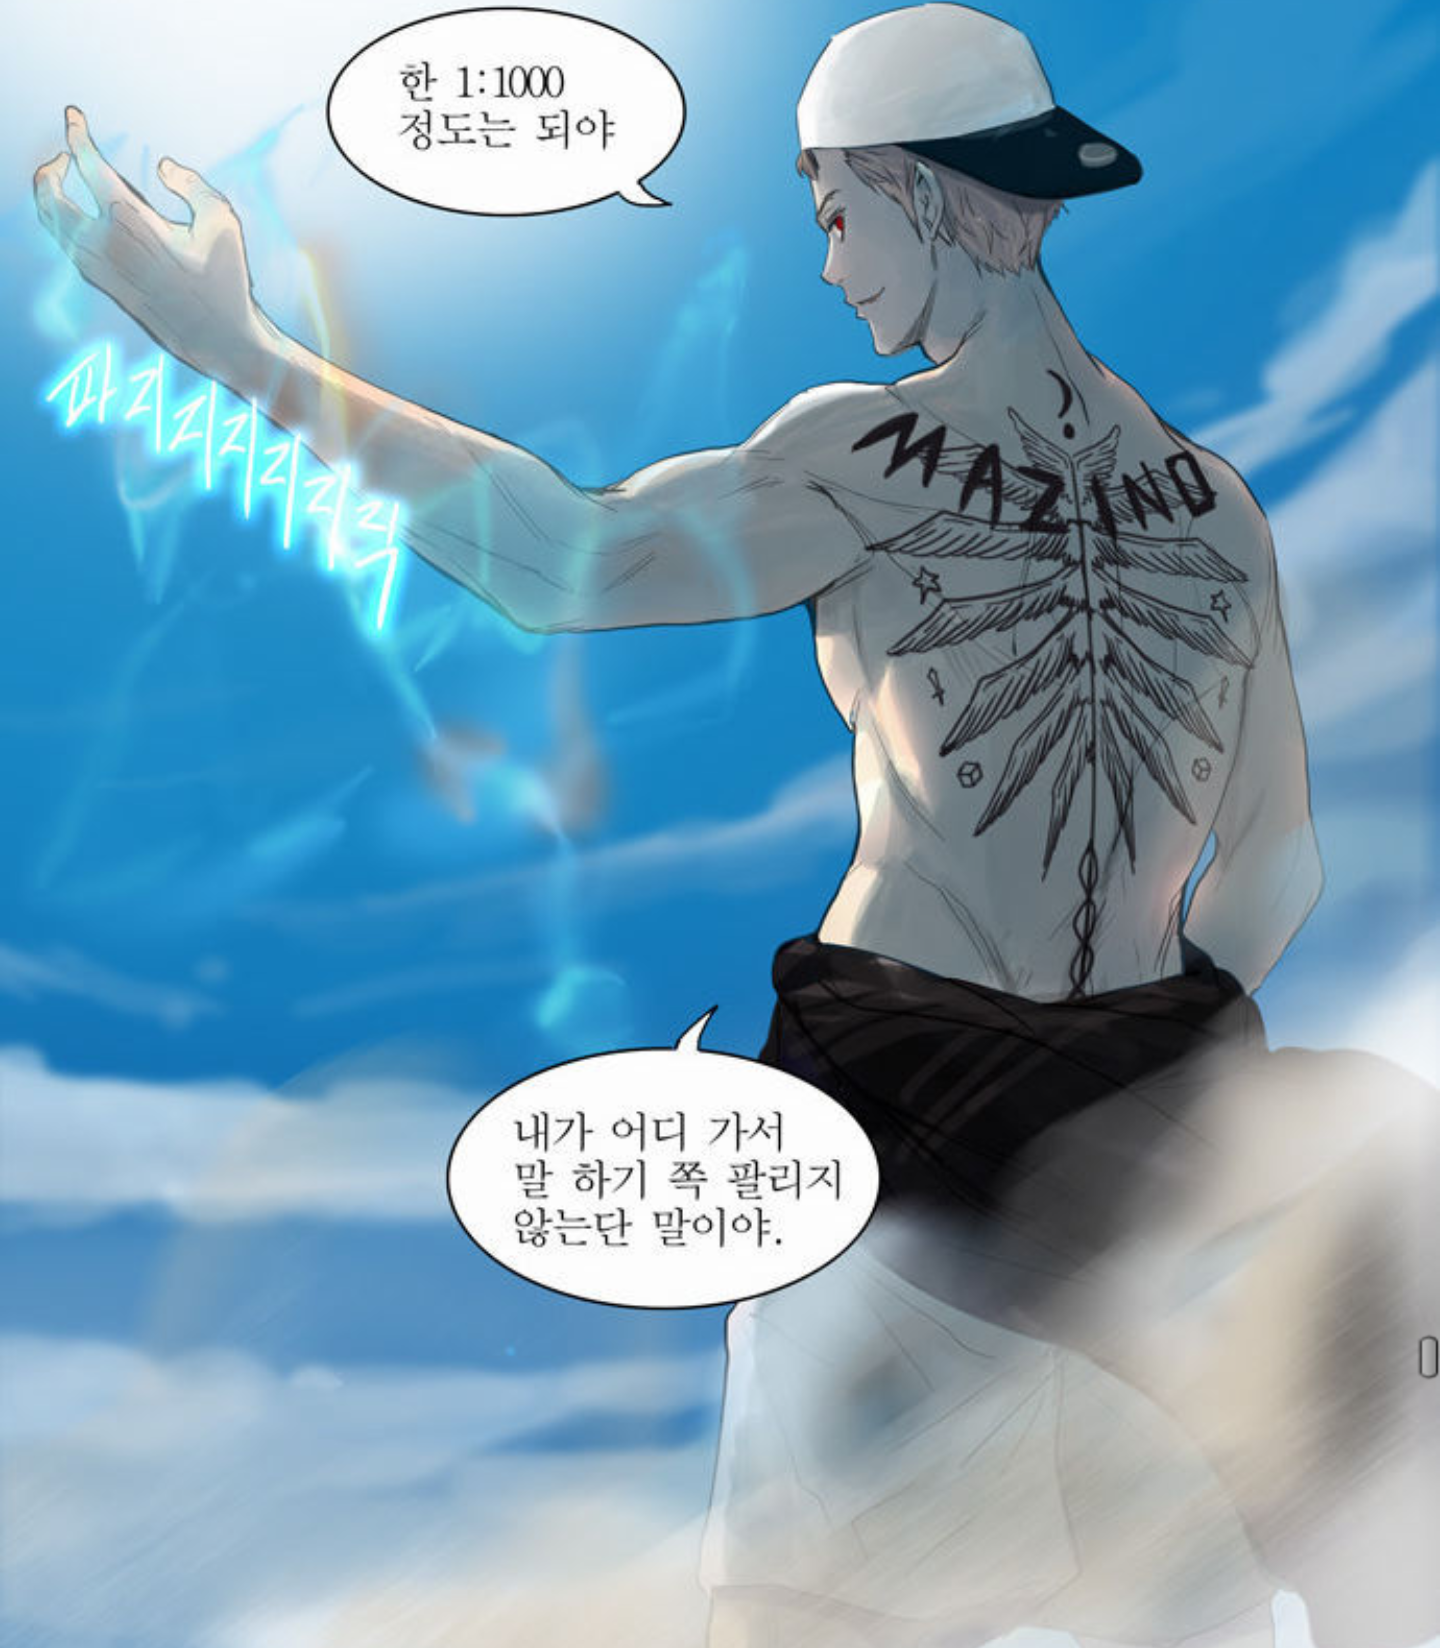 한 1:1000
정도는 되야
파지지지지지직
MAZINO
내가 어디 가서
말 하기 쪽 팔리지
않는단 말이야.